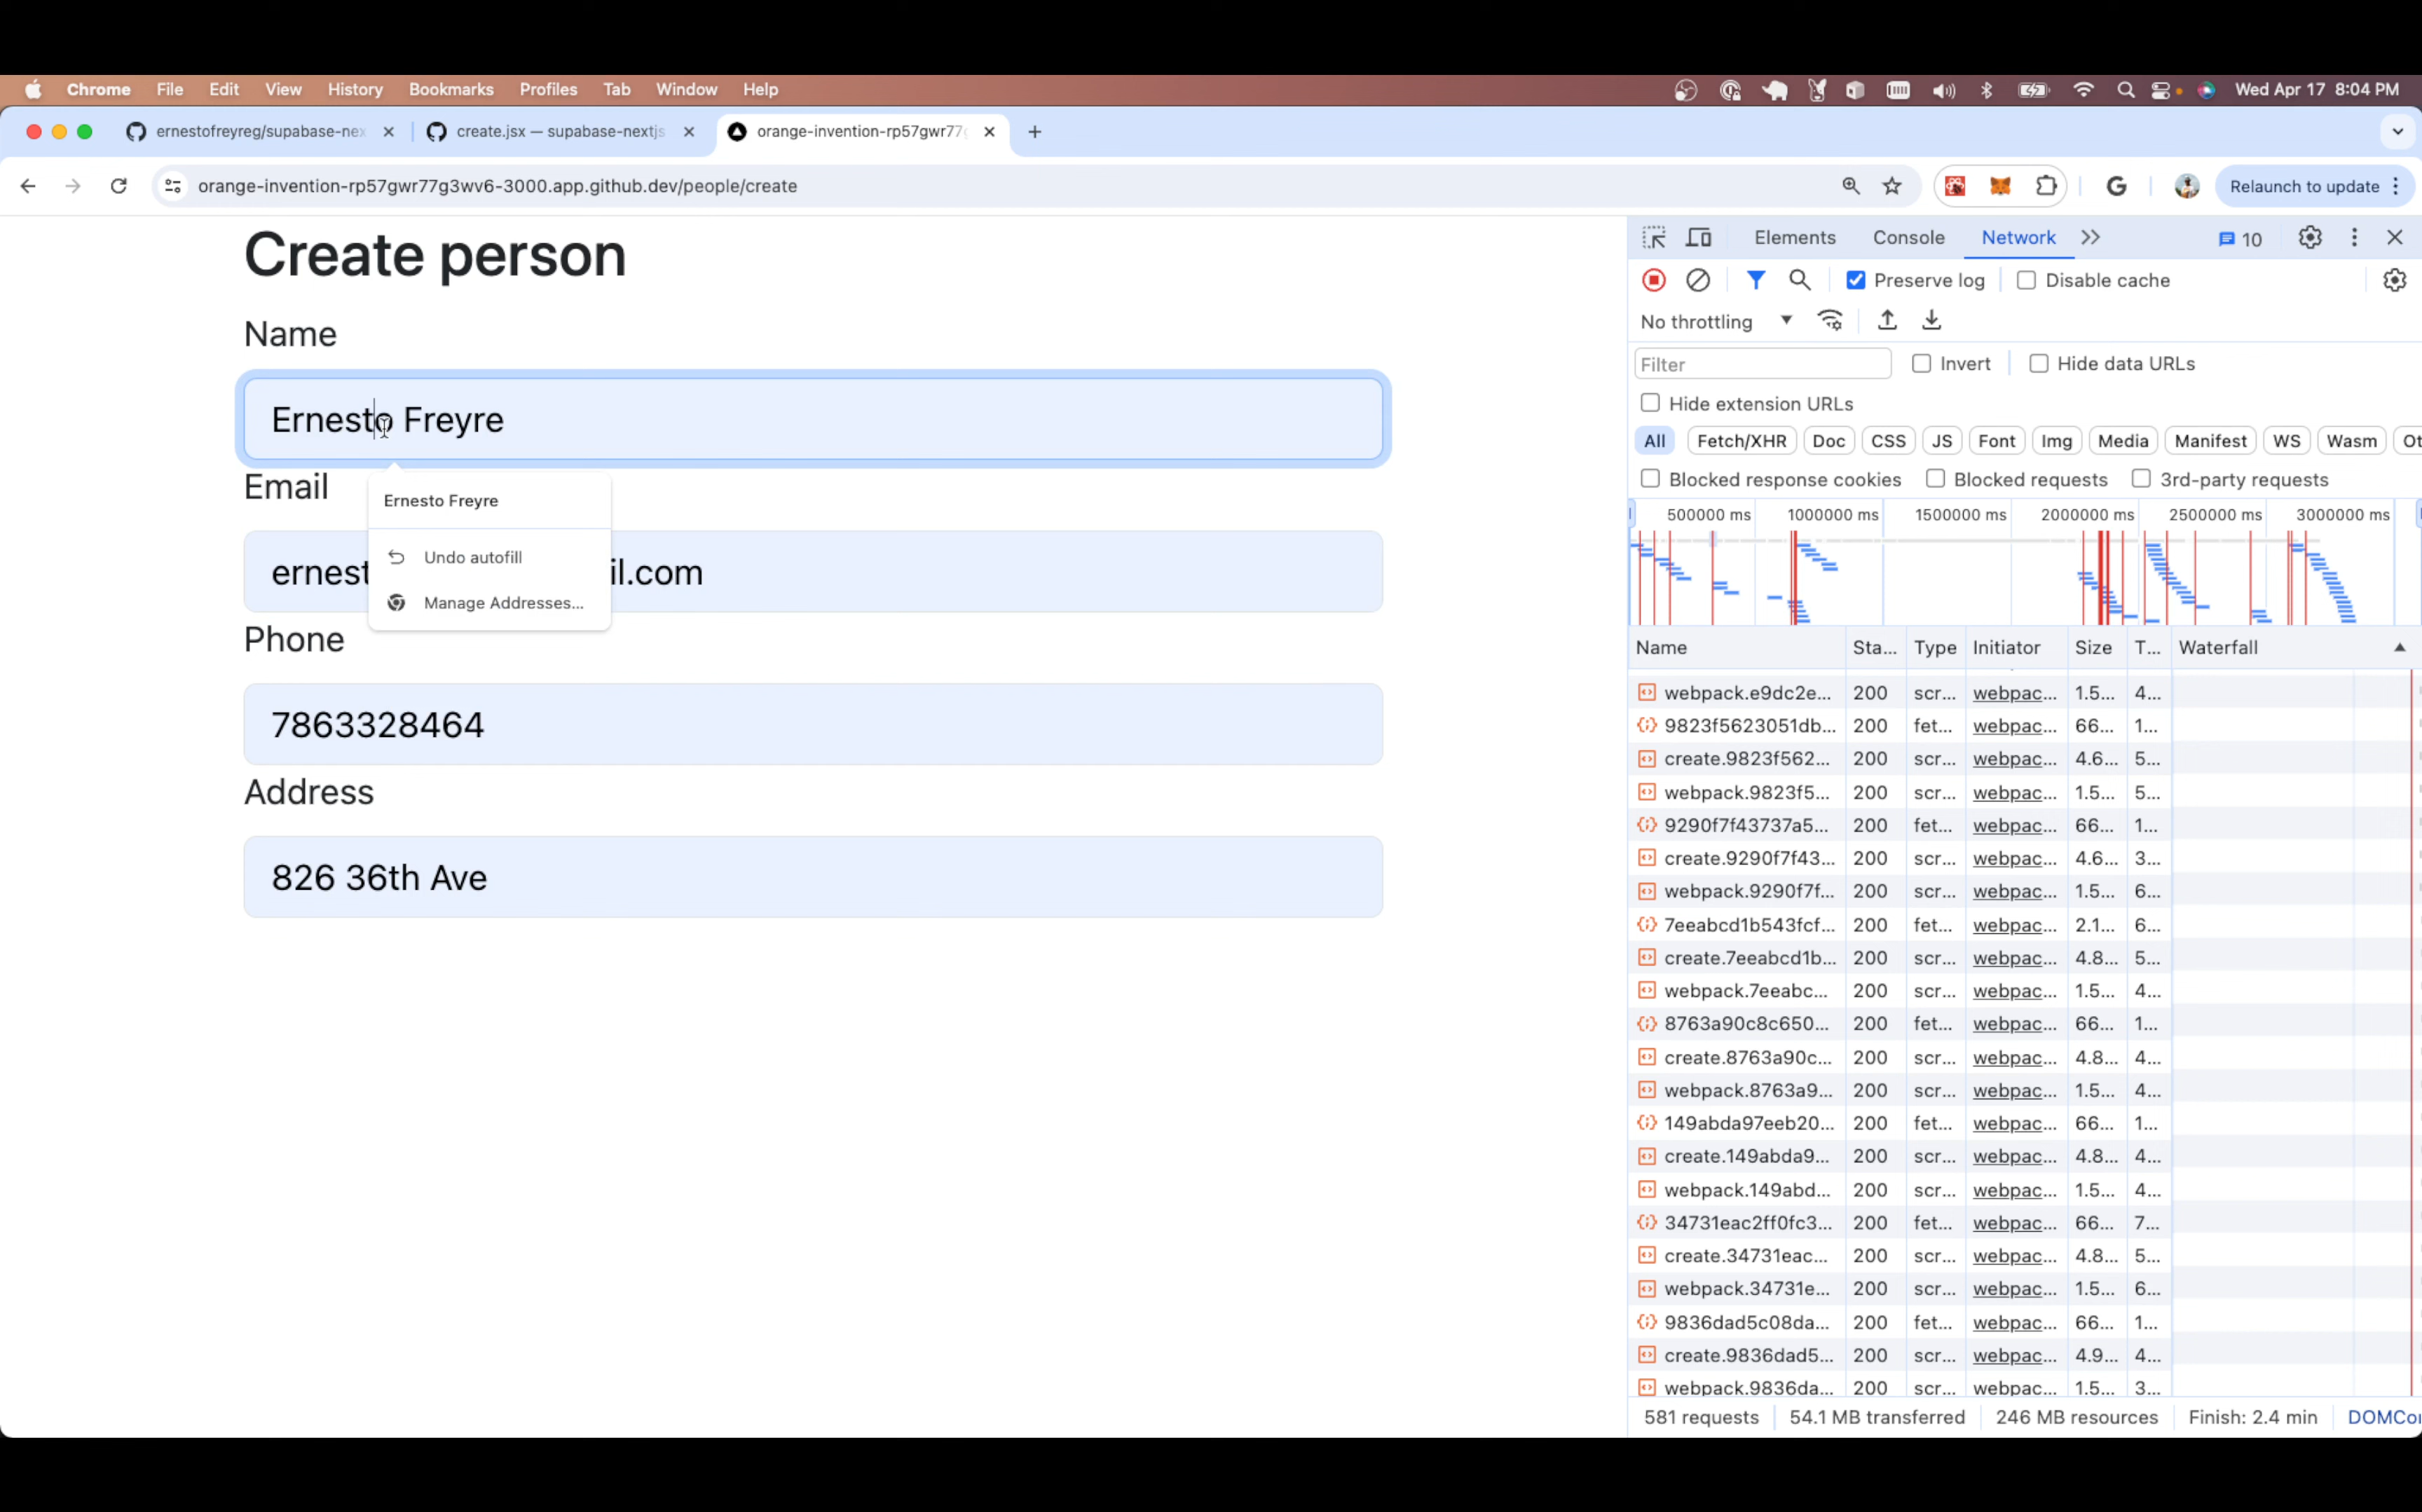 Chrome File Edit View History Bookmarks Profiles Tab Window Help Wed Apr 17 8:04 PM
ernestofreyreg/supabase-nex create.jsx — supabase-nextjs orange-invention-rp57gwr77g
orange-invention-rp57gwr77g3wv6-3000.app.github.dev/people/create Relaunch to update
Create person
Name
Ernesto Freyre
Ernesto Freyre
Undo autofill
Manage Addresses...
Email
ernest il.com
Phone
7863328464
Address
826 36th Ave
Elements Console Network 10
Preserve log Disable cache
No throttling
Filter Invert Hide data URLs
Hide extension URLs
All Fetch/XHR Doc CSS JS Font Img Media Manifest WS Wasm Ot
Blocked response cookies Blocked requests 3rd-party requests
500000 ms 1000000 ms 1500000 ms 2000000 ms 2500000 ms 3000000 ms
Name Sta... Type Initiator Size T... Waterfall
webpack.e9dc2e... 200 scr... webpac... 1.5... 4...
9823f5623051db... 200 fet... webpac... 66... 1...
create.9823f562... 200 scr... webpac... 4.6... 5...
webpack.9823f5... 200 scr... webpac... 1.5... 5...
9290f7f43737a5... 200 fet... webpac... 66... 1...
create.9290f7f43... 200 scr... webpac... 4.6... 3...
webpack.9290f7f... 200 scr... webpac... 1.5... 6...
7eeabcd1b543fcf... 200 fet... webpac... 2.1... 6...
create.7eeabcd1b... 200 scr... webpac... 4.8... 5...
webpack.7eeabc... 200 scr... webpac... 1.5... 4...
8763a90c8c650... 200 fet... webpac... 66... 1...
create.8763a90c... 200 scr... webpac... 4.8... 4...
webpack.8763a9... 200 scr... webpac... 1.5... 4...
149abda97eeb20... 200 fet... webpac... 66... 1...
create.149abda9... 200 scr... webpac... 4.8... 4...
webpack.149abd... 200 scr... webpac... 1.5... 4...
34731eac2ff0fc3... 200 fet... webpac... 66... 7...
create.34731eac... 200 scr... webpac... 4.8... 5...
webpack.34731e... 200 scr... webpac... 1.5... 6...
9836dad5c08da... 200 fet... webpac... 66... 1...
create.9836dad5... 200 scr... webpac... 4.9... 4...
webpack.9836da... 200 scr... webpac... 1.5... 3...
581 requests 54.1 MB transferred 246 MB resources Finish: 2.4 min DOMCo